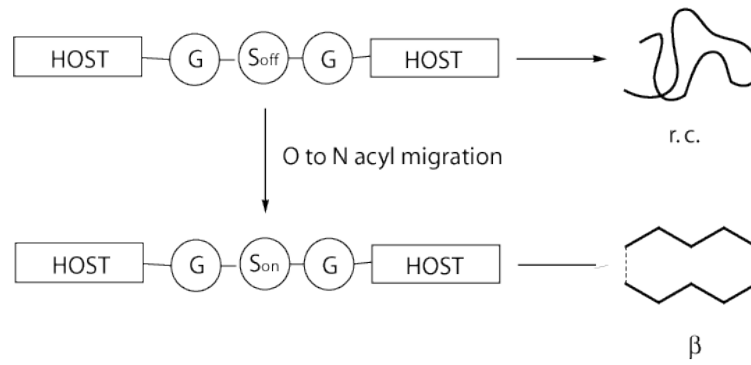 HOST G Soff G HOST
r.c.
O to N acyl migration
HOST G Son G HOST
β